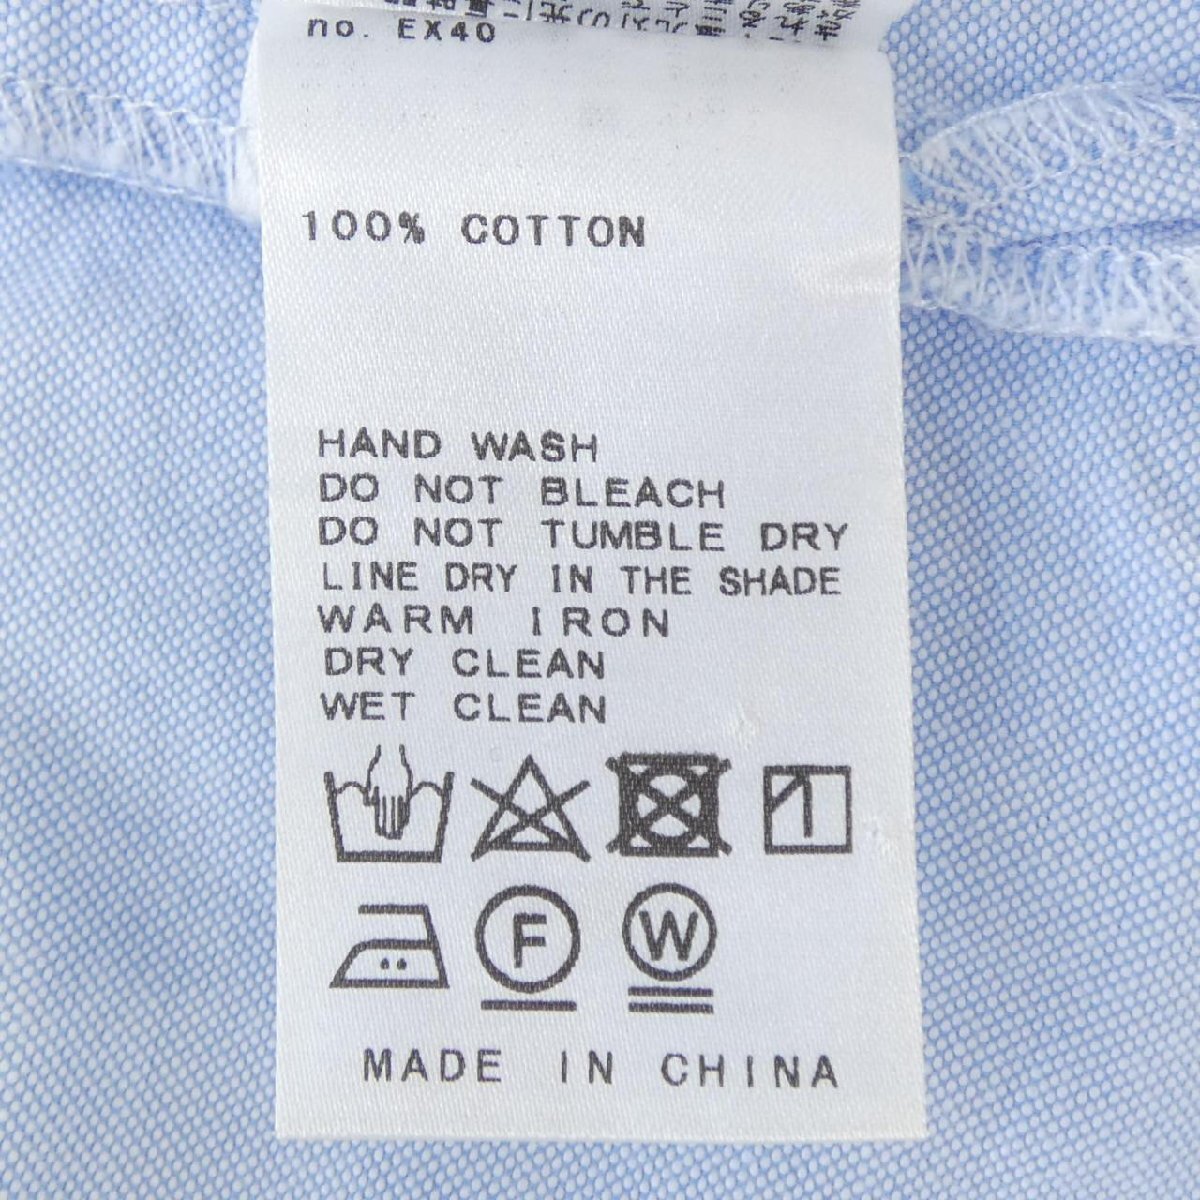 no. EX40
100% COTTON
HAND WASH
DO NOT BLEACH
DO NOT TUMBLE DRY
LINE DRY IN THE SHADE
WARM IRON
DRY CLEAN
WET CLEAN
F W
MADE IN CHINA